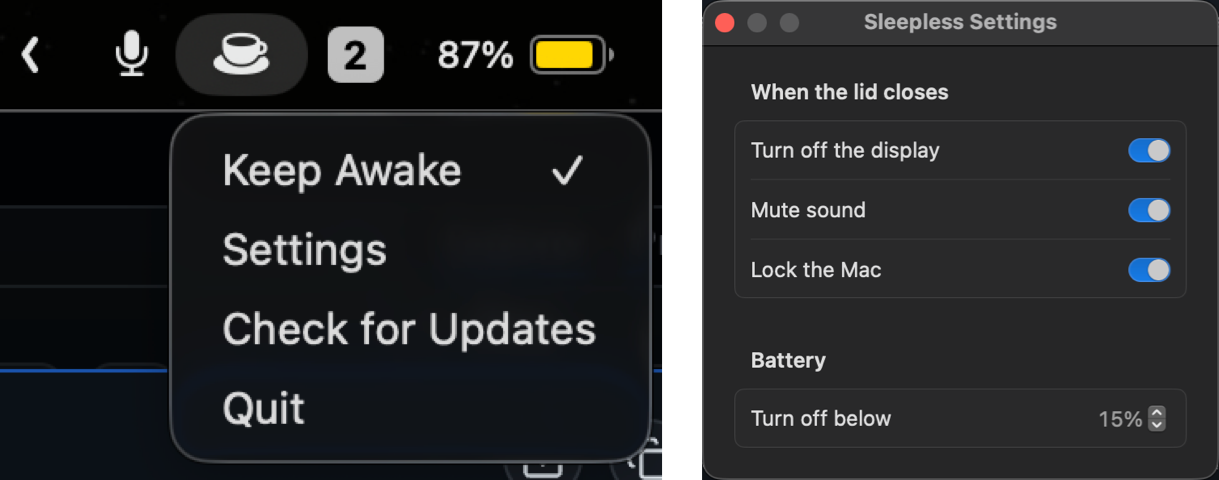 2
87%
Keep Awake
Settings
Check for Updates
Quit
Sleepless Settings
When the lid closes
Turn off the display
Mute sound
Lock the Mac
Battery
Turn off below
15%